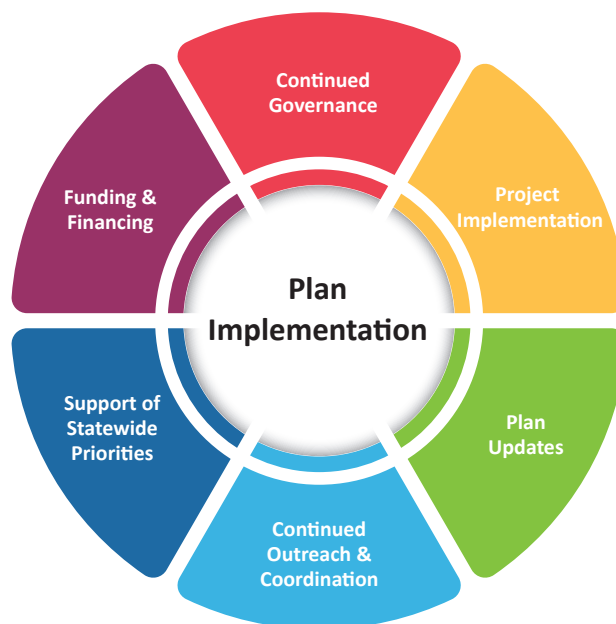 Continued
Governance
Project
Implementation
Plan
Updates
Continued
Outreach &
Coordination
Support of
Statewide
Priorities
Funding &
Financing
Plan
Implementation